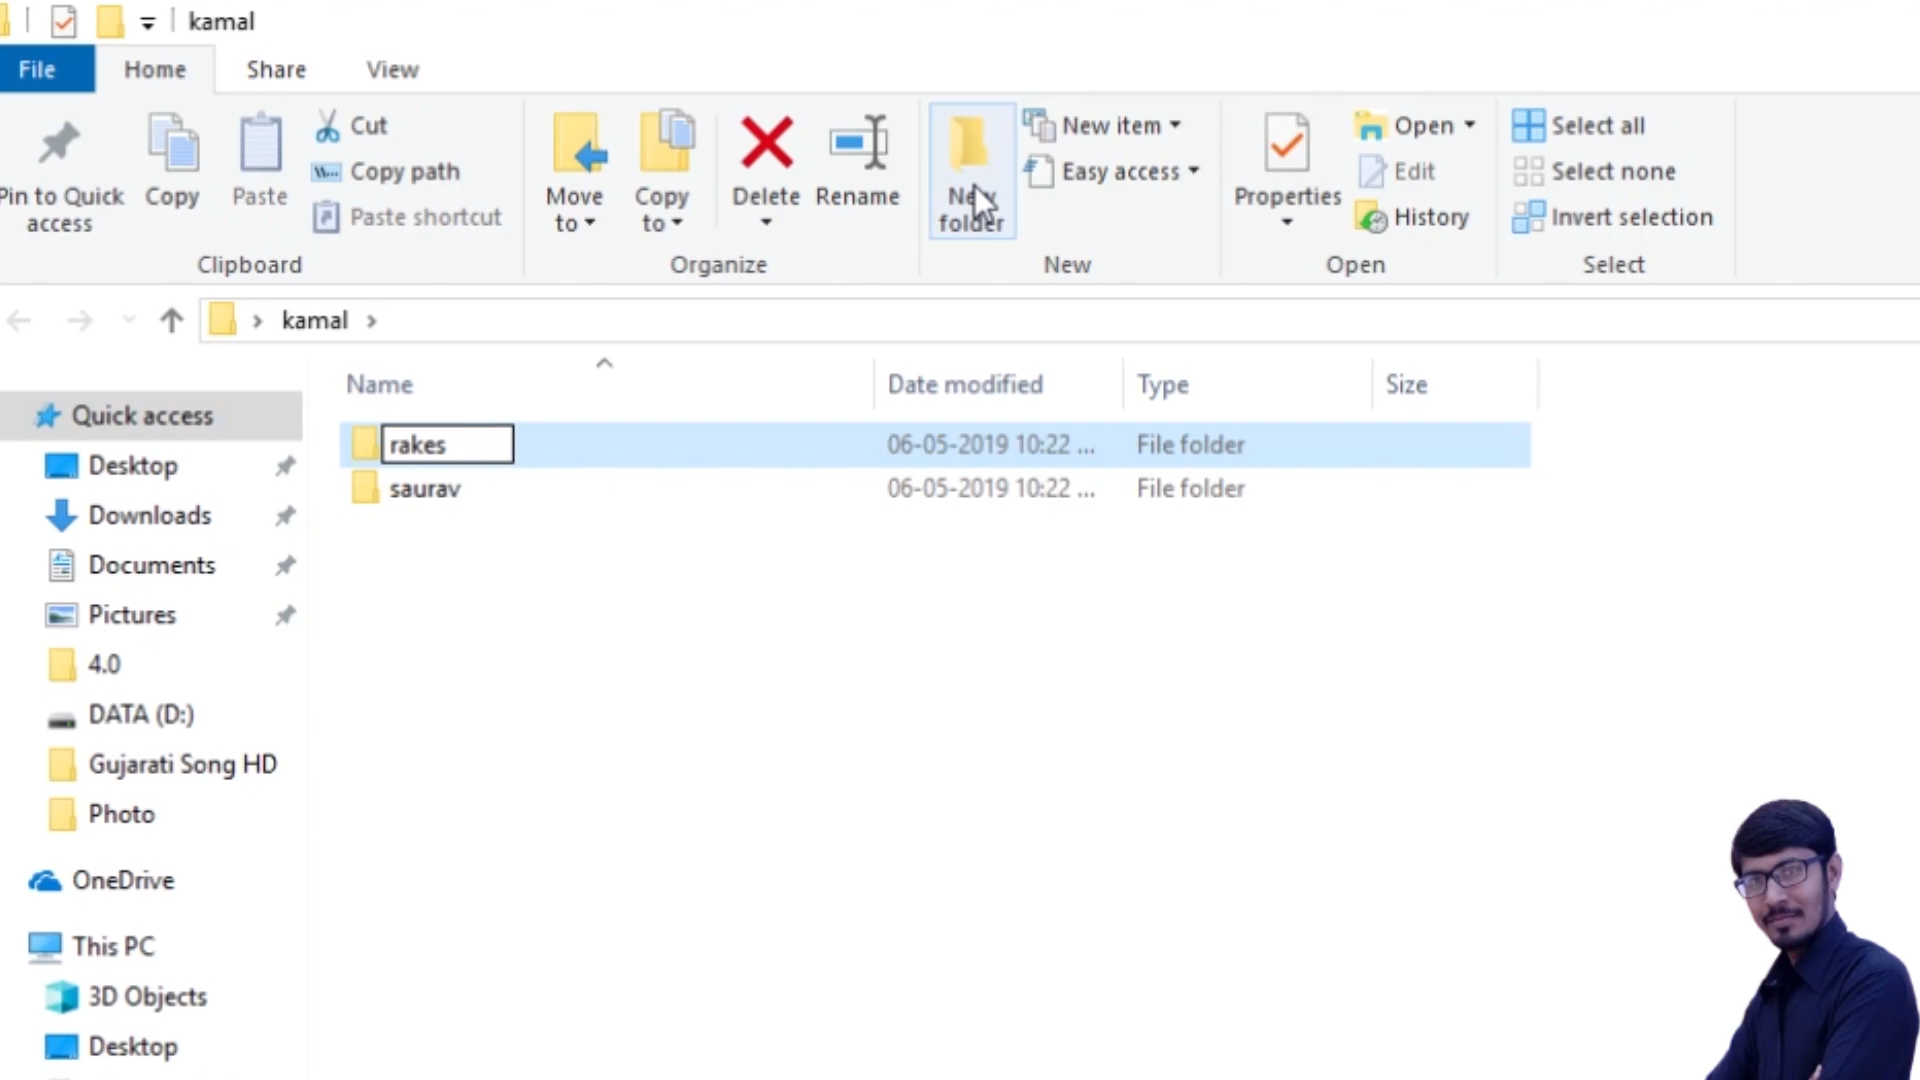 kamal
File Home Share View
Pin to Quick access
Copy
Paste
Cut
Copy path
Paste shortcut
Clipboard
Move to
Copy to
Delete
Rename
Organize
New folder
New item
Easy access
New
Properties
Open
Edit
History
Open
Select all
Select none
Invert selection
Select
kamal
Name Date modified Type Size
rakes 06-05-2019 10:22 ... File folder
saurav 06-05-2019 10:22 ... File folder
Quick access
Desktop
Downloads
Documents
Pictures
4.0
DATA (D:)
Gujarati Song HD
Photo
OneDrive
This PC
3D Objects
Desktop